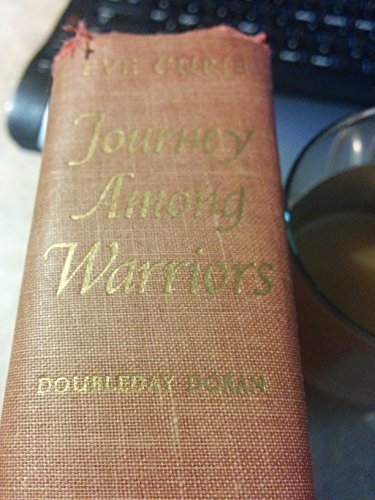 EVE CURIE
Journey
Among
Warriors
DOUBLEDAY DORAN